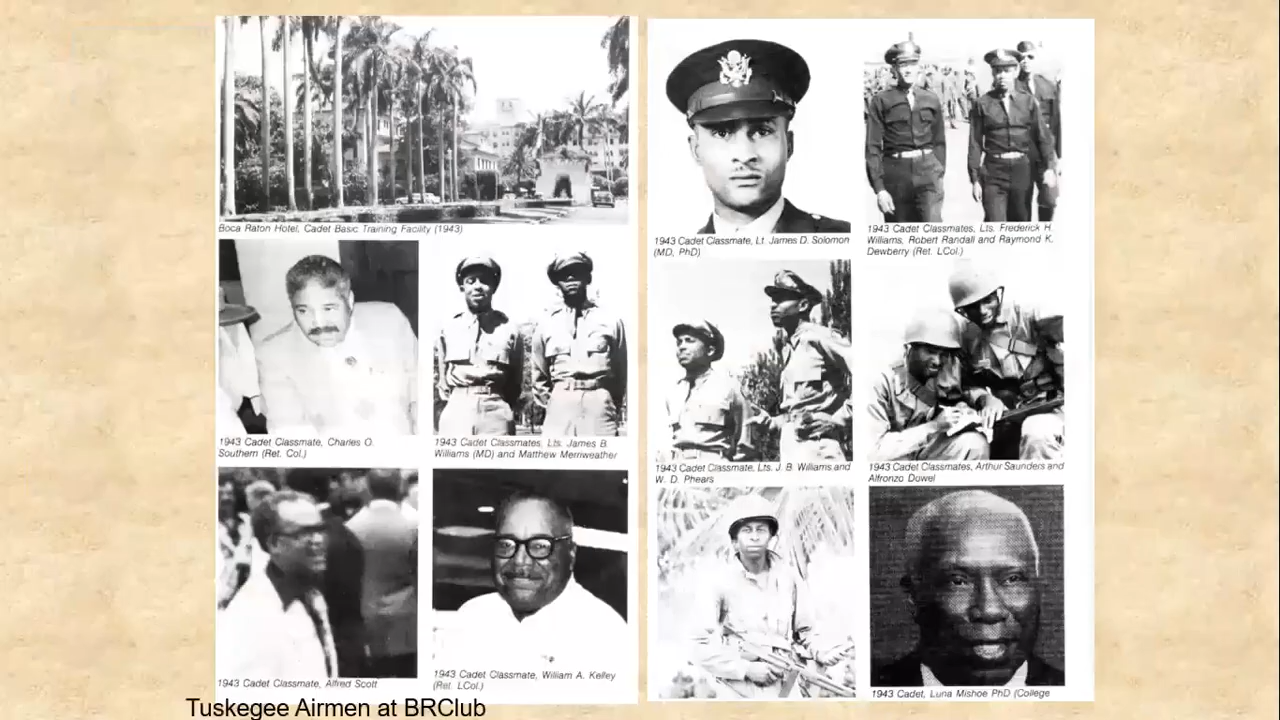 Boca Raton Hotel, Cadet Basic Training Facility (1943)
1943 Cadet Classmate, Charles O.
Southern (Ret. Col.)
1943 Cadet Classmates, Lts. James B.
Williams (MD) and Matthew Merriweather
1943 Cadet Classmate, Alfred Scott
1943 Cadet Classmate, William A. Kelley
(Ret. LCol.)
1943 Cadet Classmate, Lt. James D. Solomon
(MD, PhD)
1943 Cadet Classmates, Lts. Frederick H.
Williams, Robert Randall and Raymond K.
Dewberry (Ret. LCol.)
1943 Cadet Classmate, Lts. J. B. Williams and
W. D. Phears
1943 Cadet Classmates, Arthur Saunders and
Alfronzo Dowel
1943 Cadet, Luna Mishoe PhD (College
Tuskegee Airmen at BRClub